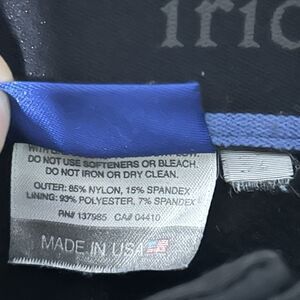 iric
DO NOT USE SOFTENERS OR BLEACH.
DO NOT IRON OR DRY CLEAN.
OUTER: 85% NYLON, 15% SPANDEX
LINING: 93% POLYESTER, 7% SPANDEX
RN# 137985 CA# 04410
MADE IN USA